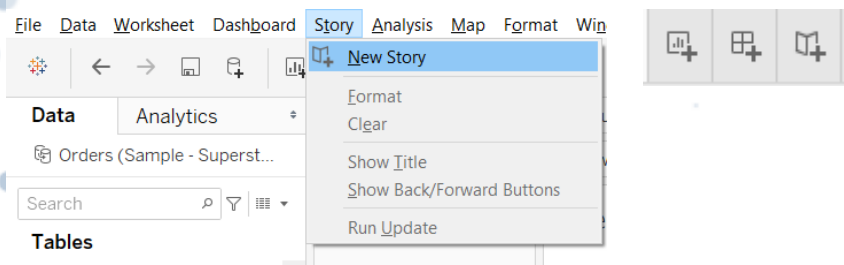 File Data Worksheet Dashboard Story Analysis Map Format
New Story
Format
Data Analytics
Clear
Orders (Sample - Superst...
Show Title
Show Back/Forward Buttons
Search
Run Update
Tables